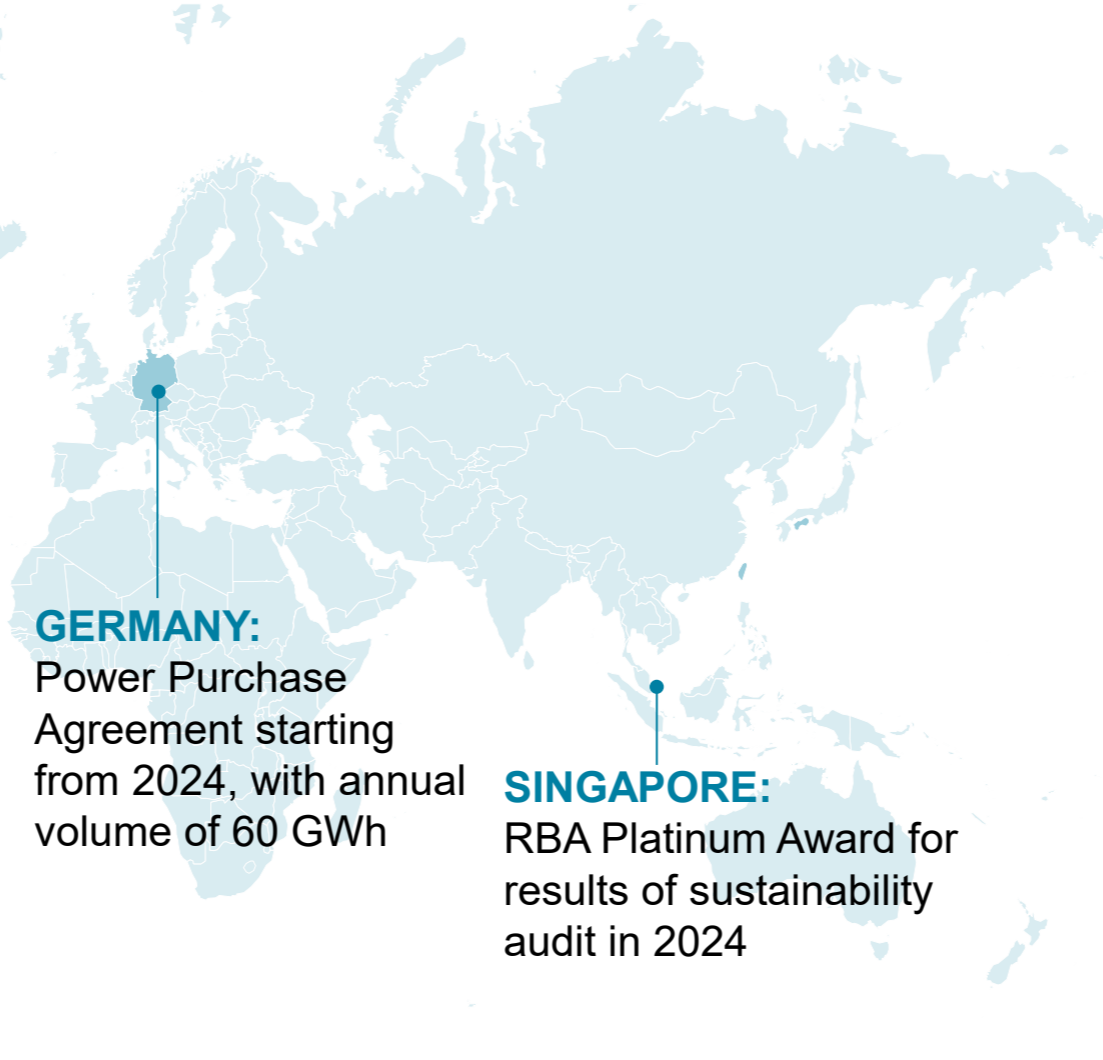 GERMANY:
Power Purchase
Agreement starting
from 2024, with annual
volume of 60 GWh
SINGAPORE:
RBA Platinum Award for
results of sustainability
audit in 2024